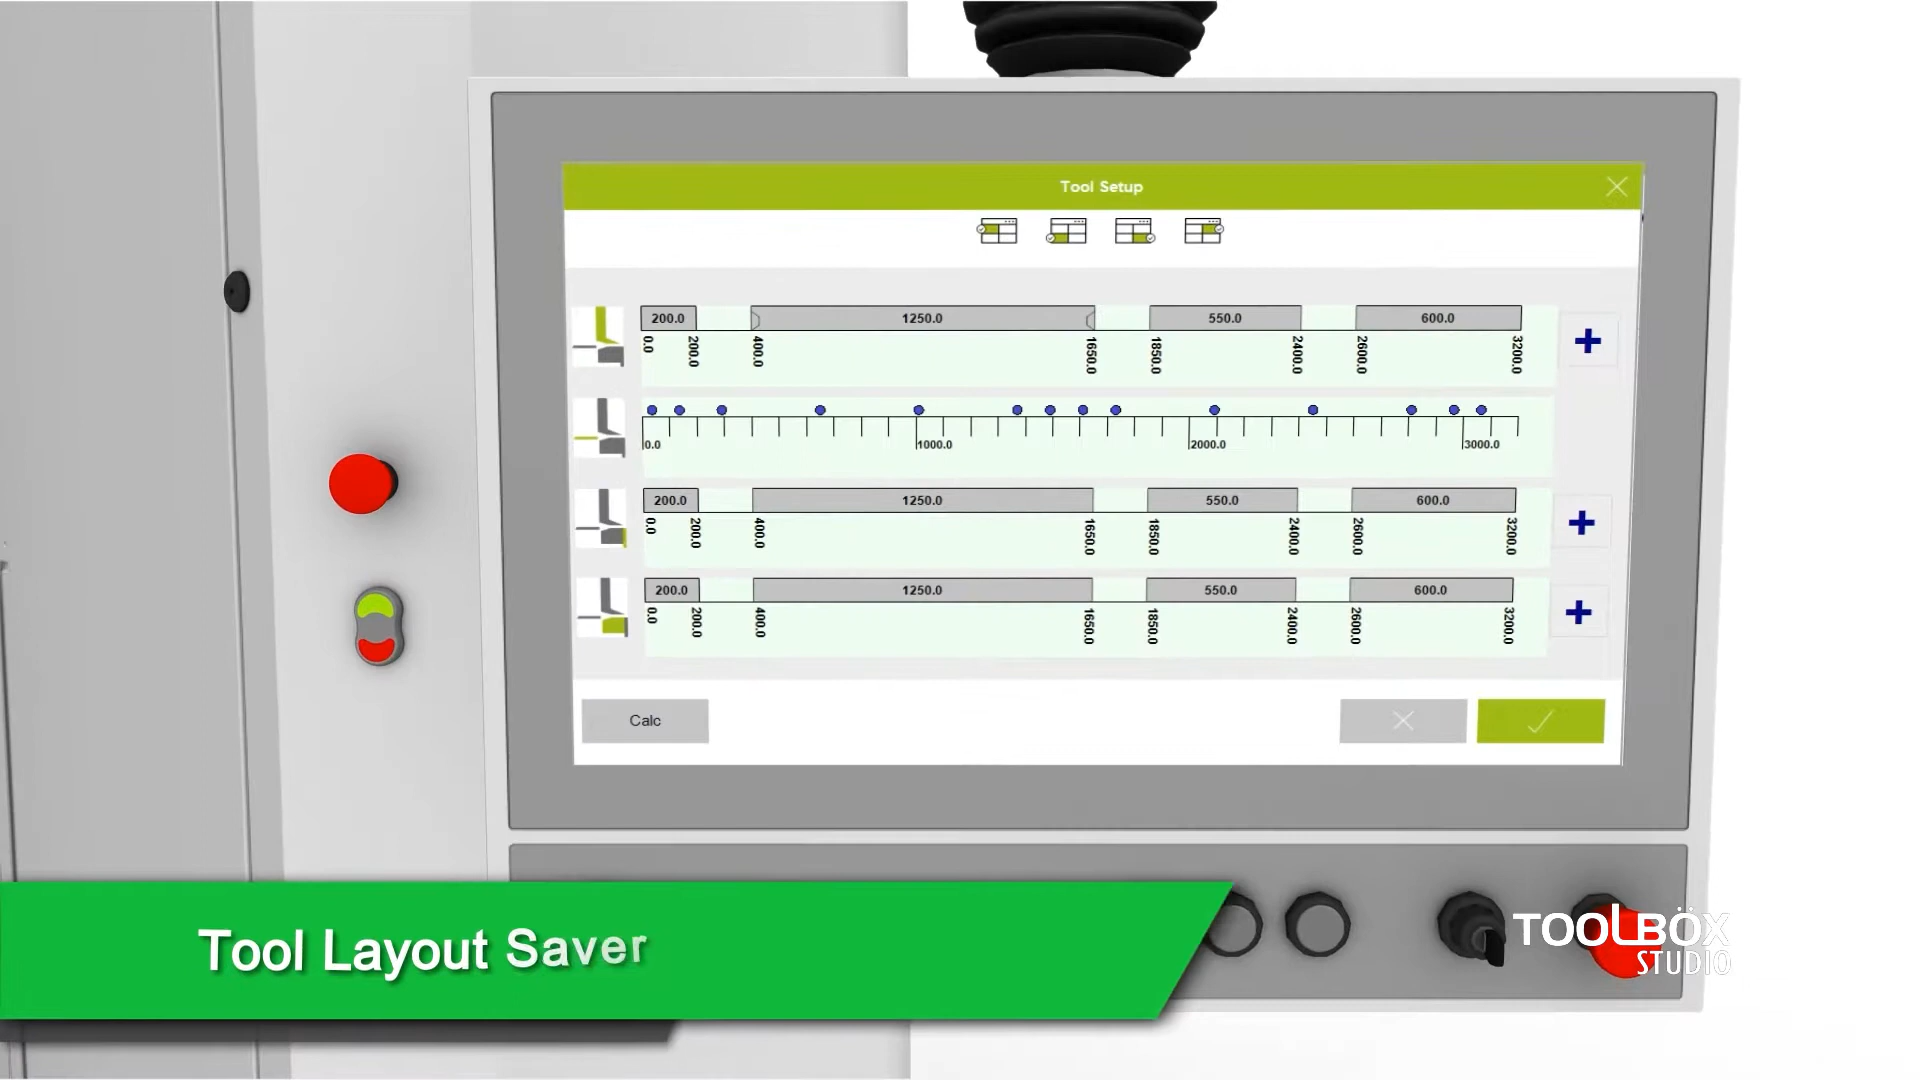 Tool Setup
200.0 1250.0 550.0 600.0
0.0 200.0 400.0 1650.0 1850.0 2400.0 2600.0 3200.0
0.0 1000.0 2000.0 3000.0
200.0 1250.0 550.0 600.0
0.0 200.0 400.0 1650.0 1850.0 2400.0 2600.0 3200.0
200.0 1250.0 550.0 600.0
0.0 200.0 400.0 1650.0 1850.0 2400.0 2600.0 3200.0
Calc
Tool Layout Saver
TOOLBÖX
STUDIO